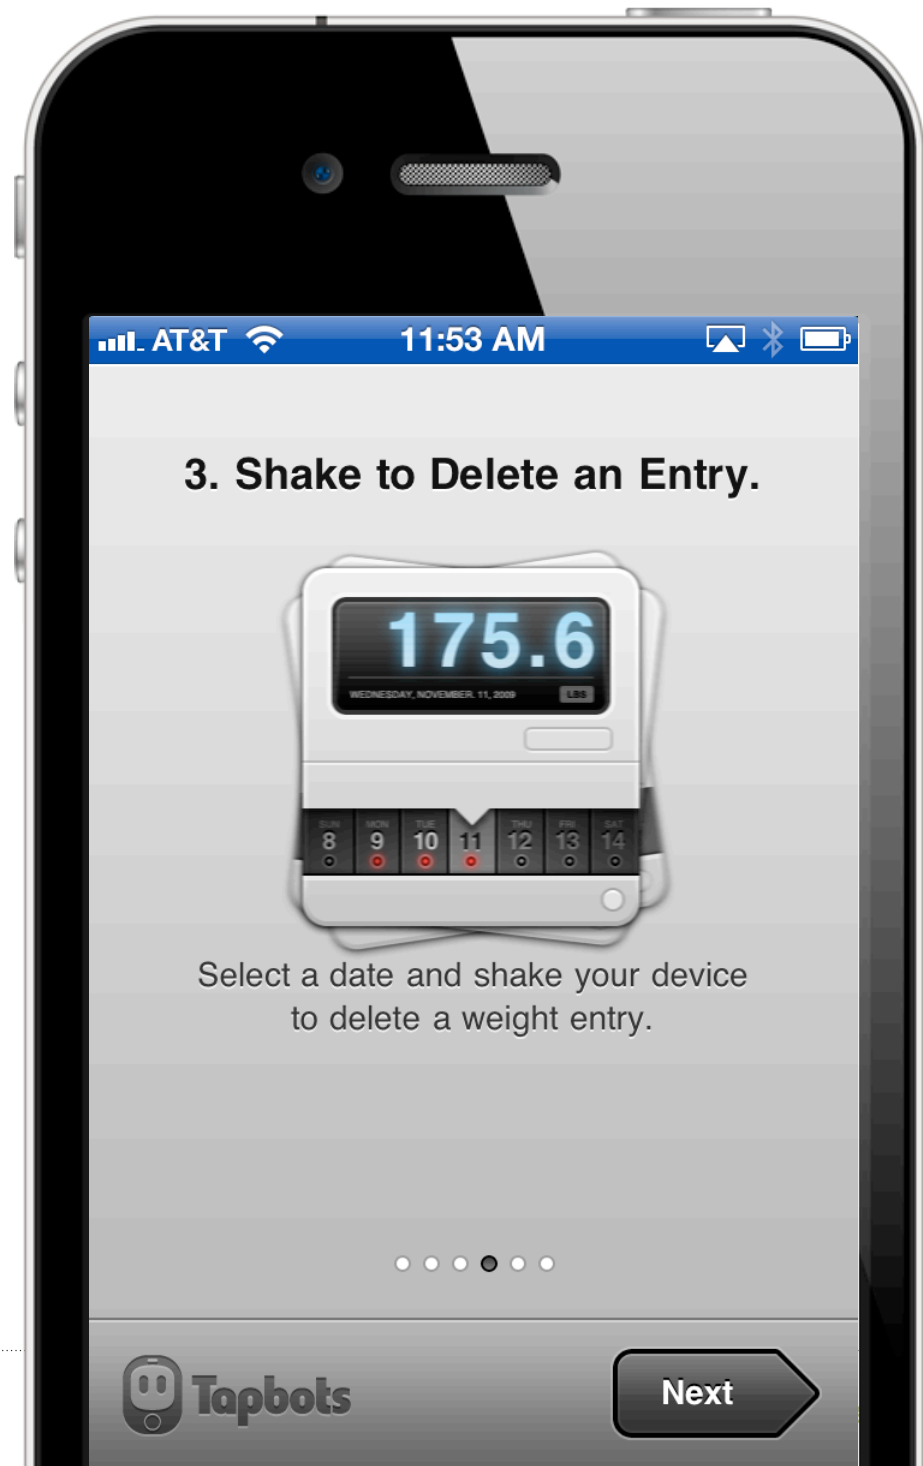 AT&T 11:53 AM
3. Shake to Delete an Entry.
175.6
WEDNESDAY, NOVEMBER. 11, 2009 LBS
SUN MON TUE THU FRI SAT
8 9 10 11 12 13 14
Select a date and shake your device
to delete a weight entry.
Tapbots Next